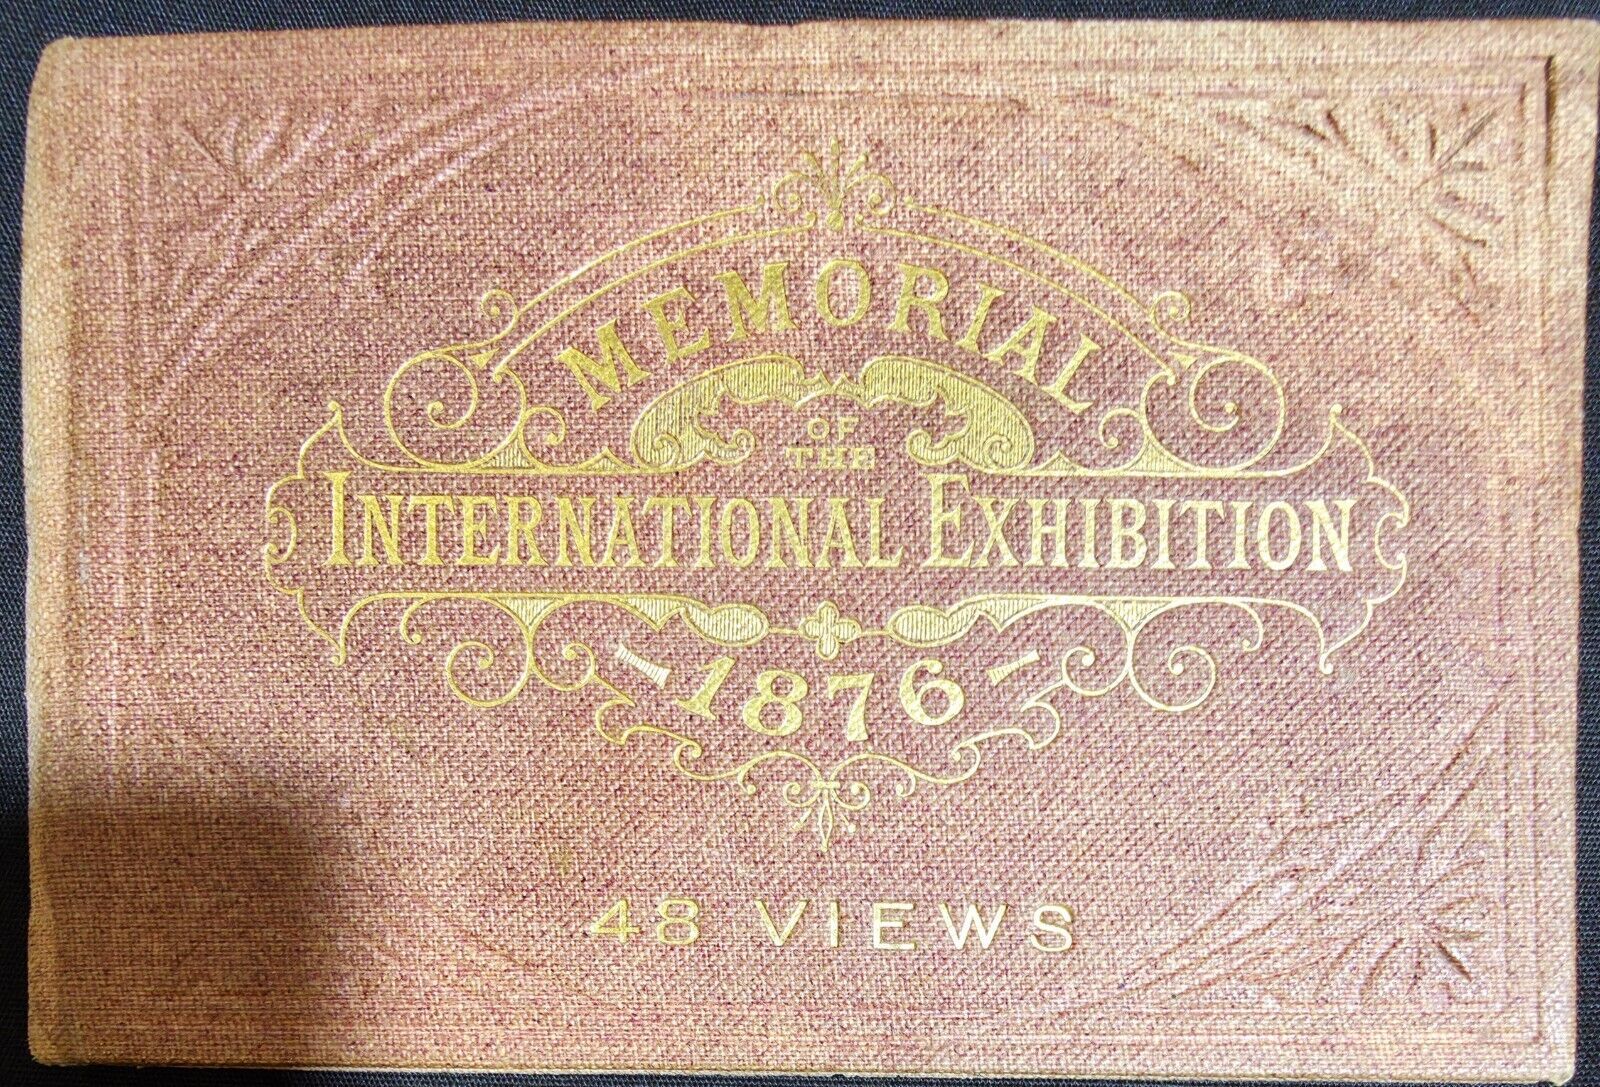 MEMORIAL
OF
THE
INTERNATIONAL EXHIBITION
1876
48 VIEWS